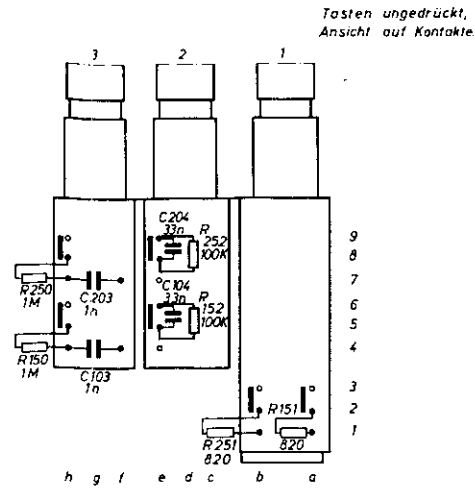 Tasten ungedrückt,
Ansicht auf Kontakte
3
2
1
C204
33n
R
252
100K
9
8
7
R250
1M
C203
1n
C104
33n
R
152
100K
6
5
4
R150
1M
C103
1n
3
2
1
R151
R251
820
820
h g f e d c b a